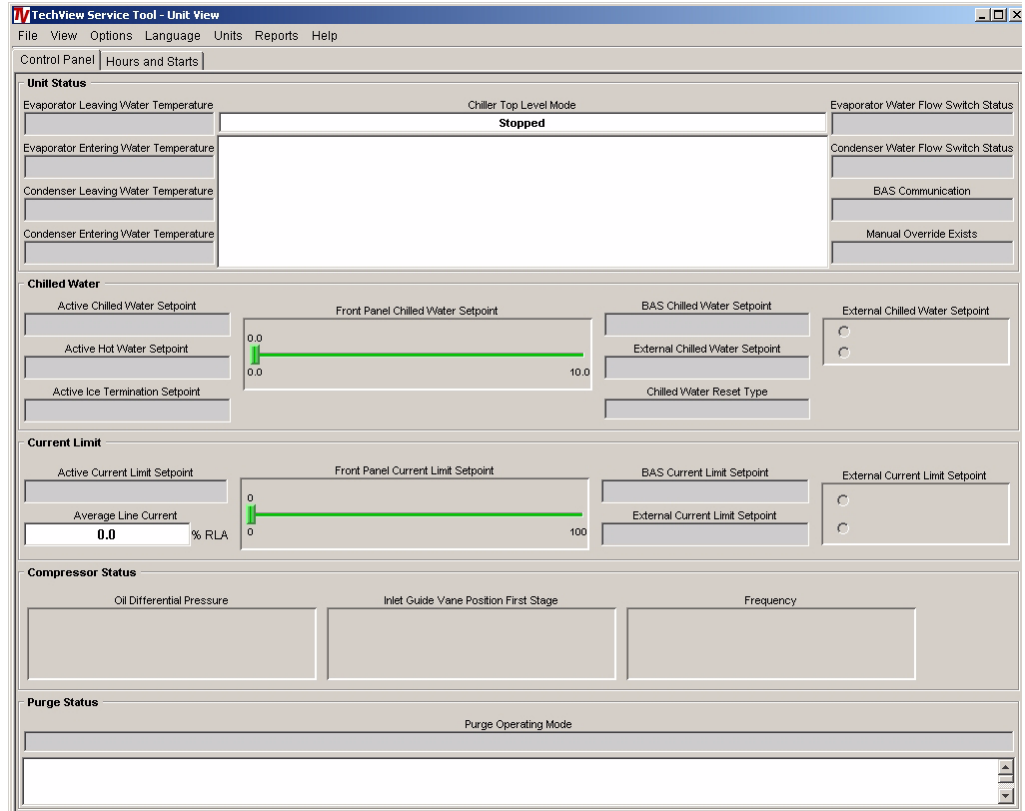 TV TechView Service Tool - Unit View
File View Options Language Units Reports Help
Control Panel Hours and Starts
Unit Status
Evaporator Leaving Water Temperature
Chiller Top Level Mode
Evaporator Water Flow Switch Status
Stopped
Evaporator Entering Water Temperature
Condenser Water Flow Switch Status
Condenser Leaving Water Temperature
BAS Communication
Condenser Entering Water Temperature
Manual Override Exists
Chilled Water
Active Chilled Water Setpoint
Front Panel Chilled Water Setpoint
BAS Chilled Water Setpoint
External Chilled Water Setpoint
0.0
Active Hot Water Setpoint
External Chilled Water Setpoint
0.0 10.0
Active Ice Termination Setpoint
Chilled Water Reset Type
Current Limit
Active Current Limit Setpoint
Front Panel Current Limit Setpoint
BAS Current Limit Setpoint
External Current Limit Setpoint
0
Average Line Current
External Current Limit Setpoint
0.0 % RLA
0 100
Compressor Status
Oil Differential Pressure
Inlet Guide Vane Position First Stage
Frequency
Purge Status
Purge Operating Mode